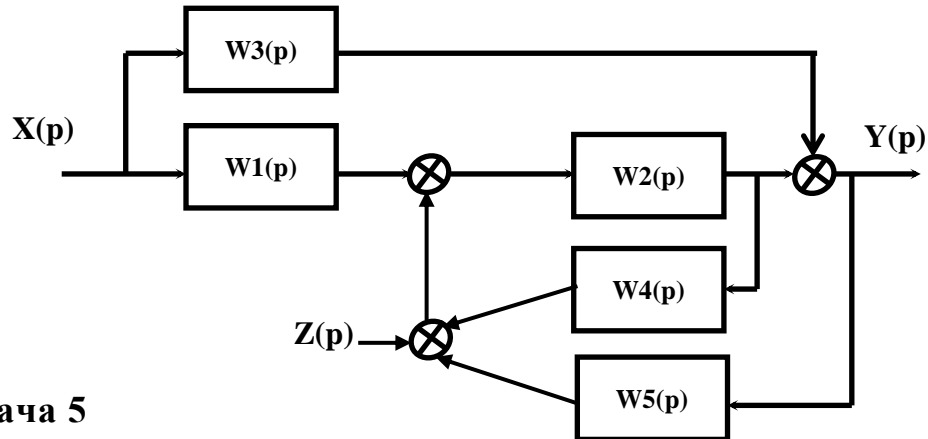 W3(p)
X(p)
Y(p)
W1(p)
W2(p)
W4(p)
Z(p)
W5(p)
ача 5